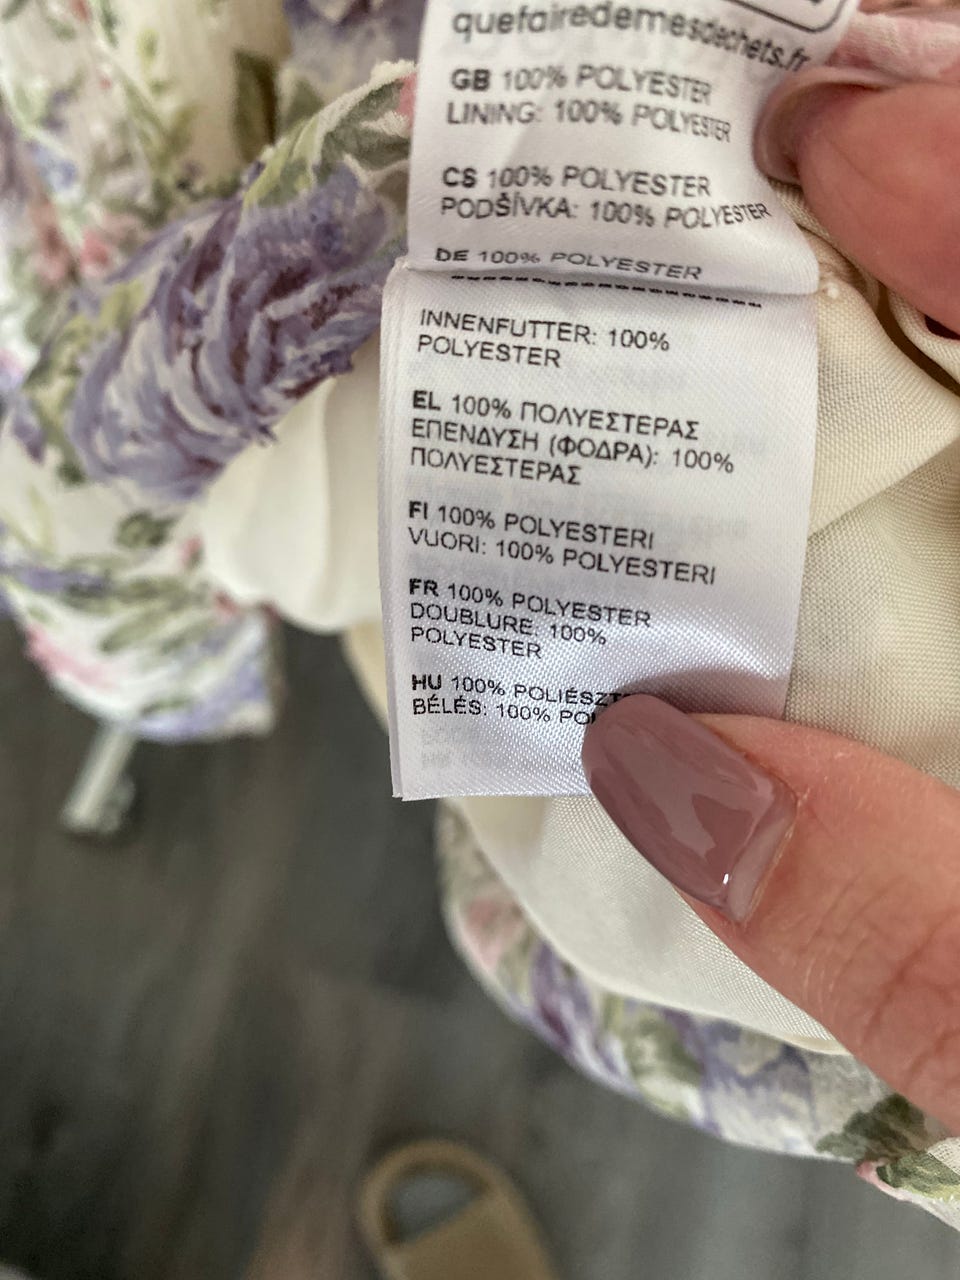 quefairedemesdechets.fr
GB 100% POLYESTER
LINING: 100% POLYESTER
CS 100% POLYESTER
PODŠÍVKA: 100% POLYESTER
DE 100% POLYESTER
INNENFUTTER: 100%
POLYESTER
EL 100% ΠΟΛΥΕΣΤΕΡΑΣ
ΕΠΕΝΔΥΣΗ (ΦΟΔΡΑ): 100%
ΠΟΛΥΕΣΤΕΡΑΣ
FI 100% POLYESTERI
VUORI: 100% POLYESTERI
FR 100% POLYESTER
DOUBLURE: 100%
POLYESTER
HU 100%
BÉLÉS: 100%